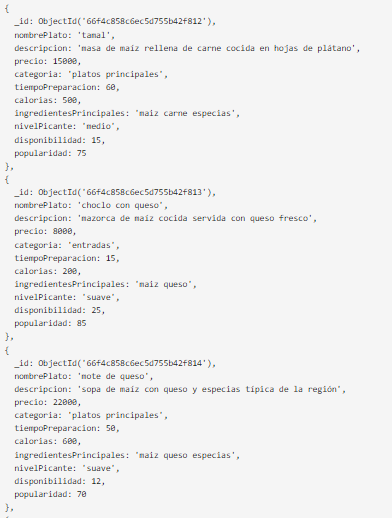 {
_id: ObjectId('66f4c858c6ec5d755b42f812'),
nombrePlato: 'tamal',
descripcion: 'masa de maíz rellena de carne cocida en hojas de plátano',
precio: 15000,
categoria: 'platos principales',
tiempoPreparacion: 60,
calorias: 500,
ingredientesPrincipales: 'maiz carne especias',
nivelPicante: 'medio',
disponibilidad: 15,
popularidad: 75
},
{
_id: ObjectId('66f4c858c6ec5d755b42f813'),
nombrePlato: 'choclo con queso',
descripcion: 'mazorca de maíz cocida servida con queso fresco',
precio: 8000,
categoria: 'entradas',
tiempoPreparacion: 15,
calorias: 200,
ingredientesPrincipales: 'maiz queso',
nivelPicante: 'suave',
disponibilidad: 25,
popularidad: 85
},
{
_id: ObjectId('66f4c858c6ec5d755b42f814'),
nombrePlato: 'mote de queso',
descripcion: 'sopa de maíz con queso y especias típica de la región',
precio: 22000,
categoria: 'platos principales',
tiempoPreparacion: 50,
calorias: 600,
ingredientesPrincipales: 'maiz queso especias',
nivelPicante: 'suave',
disponibilidad: 12,
popularidad: 70
},